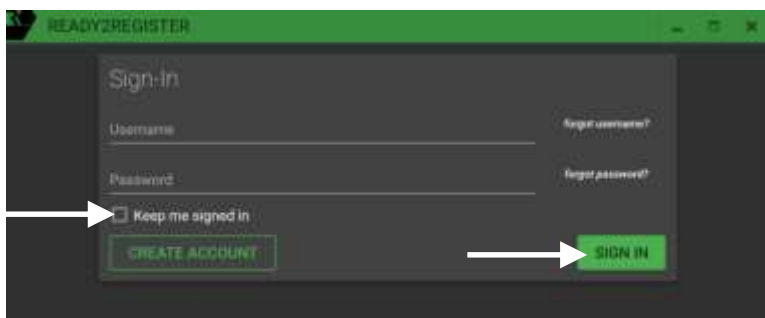 READY2REGISTER
Sign-In
Username
forgot username?
Password
forgot password?
Keep me signed in
CREATE ACCOUNT
SIGN IN